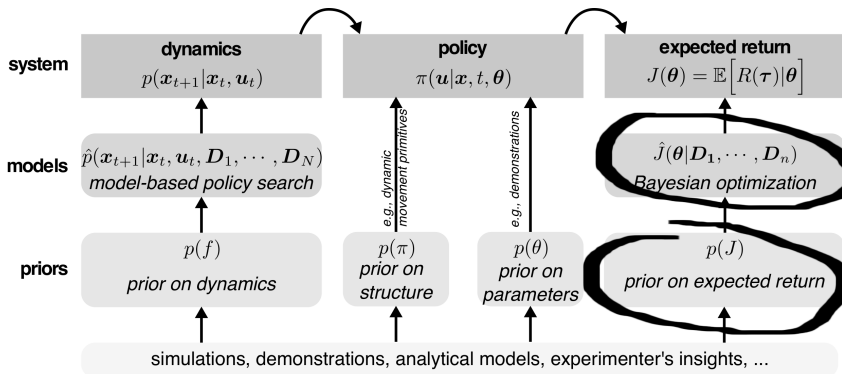 system
dynamics
p(x_{t+1}|x_t, u_t)
policy
π(u|x, t, θ)
expected return
J(θ) = 𝔼[R(τ)|θ]
models
p̂(x_{t+1}|x_t, u_t, D_1, ⋯, D_N)
model-based policy search
e.g., dynamic
movement primitives
e.g., demonstrations
Ĵ(θ|D_1, ⋯, D_n)
Bayesian optimization
priors
p(f)
prior on dynamics
p(π)
prior on
structure
p(θ)
prior on
parameters
p(J)
prior on expected return
simulations, demonstrations, analytical models, experimenter's insights, ...